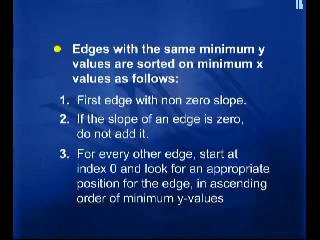 Edges with the same minimum y
values are sorted on minimum x
values as follows:
1. First edge with non zero slope.
2. If the slope of an edge is zero,
do not add it.
3. For every other edge, start at
index 0 and look for an appropriate
position for the edge, in ascending
order of minimum y-values